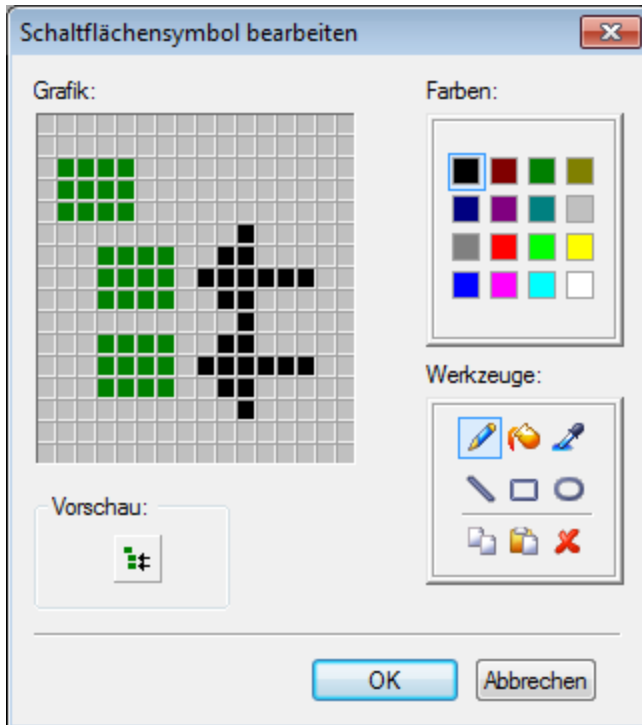 Schaltflächensymbol bearbeiten
Grafik:
Farben:
Werkzeuge:
Vorschau:
OK
Abbrechen